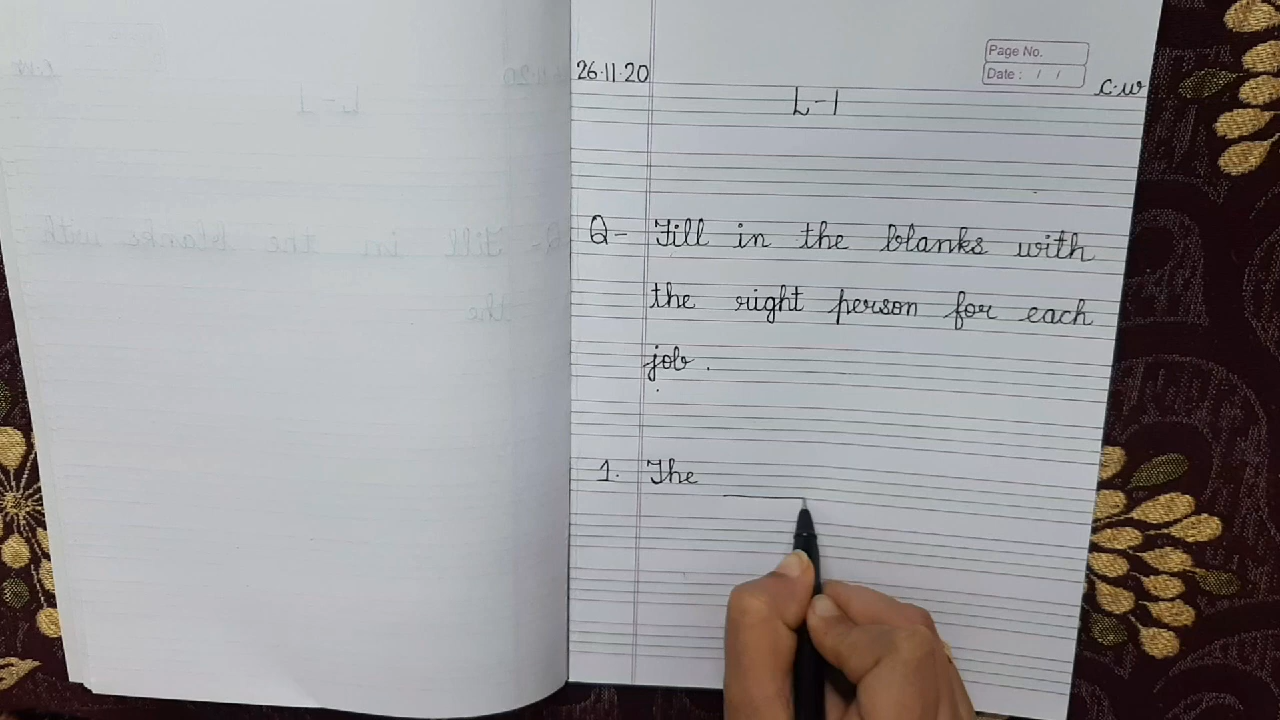 26.11.20
Page No.
Date : / /
C.W
L-1
Q- Fill in the blanks with
the right person for each
job.
1. The